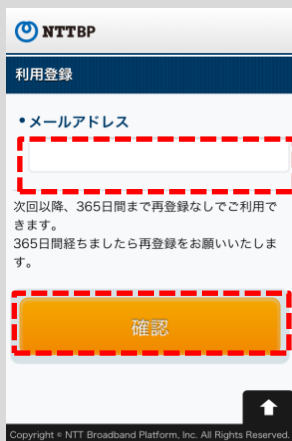 NTTBP
利用登録
•メールアドレス
次回以降、365日間まで再登録なしでご利用で
きます。
365日間経ちましたら再登録をお願いいたしま
す。
確認
Copyright © NTT Broadband Platform, Inc. All Rights Reserved.